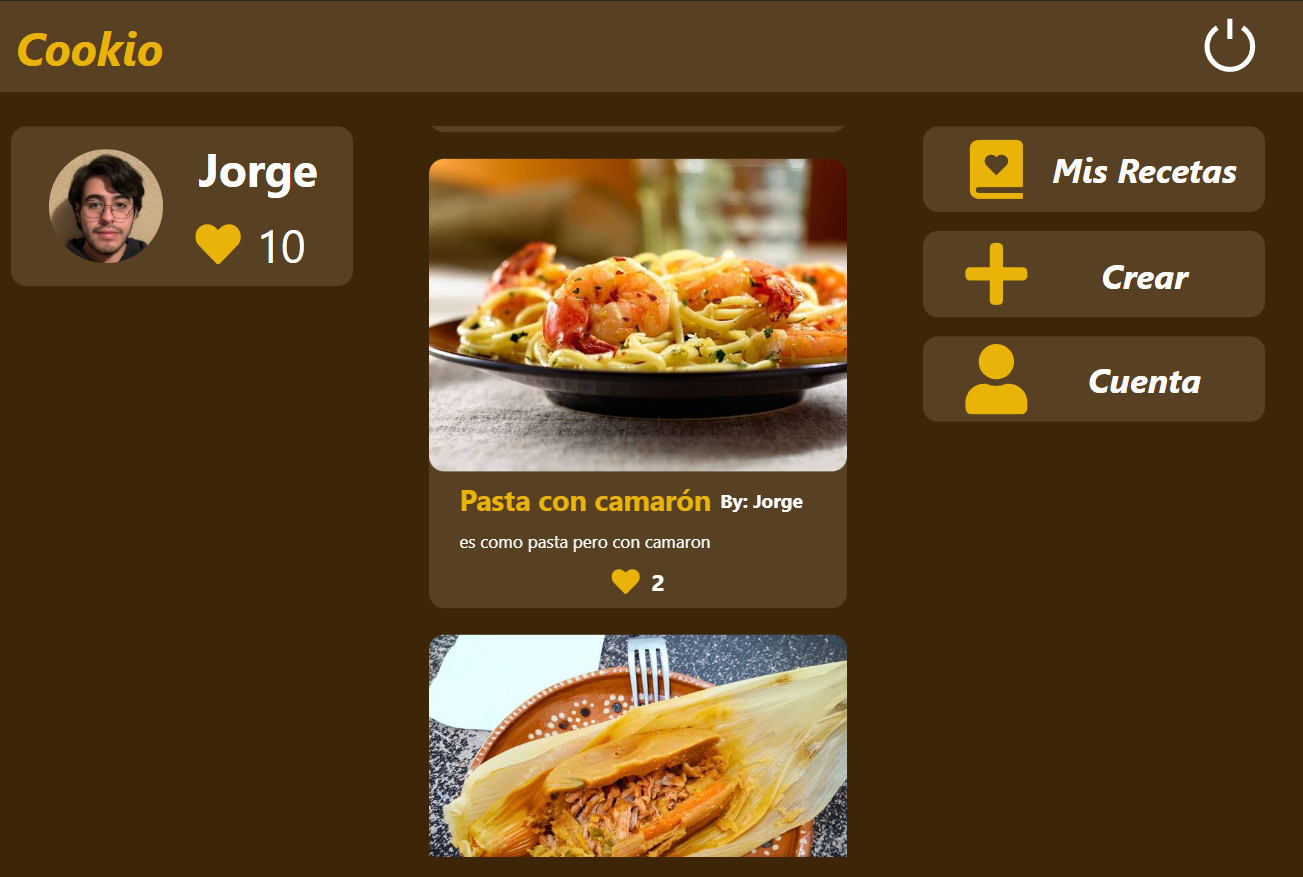 Cookio
Jorge
10
Pasta con camarón By: Jorge
es como pasta pero con camaron
2
Mis Recetas
Crear
Cuenta